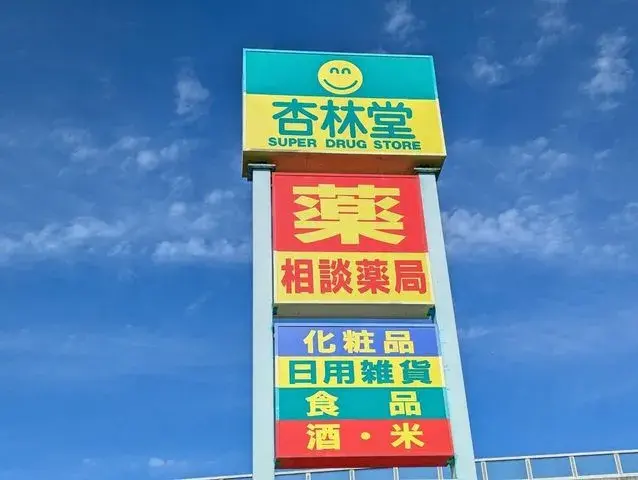 杏林堂
SUPER DRUG STORE
薬
相談薬局
化粧品
日用雑貨
食品
酒・米